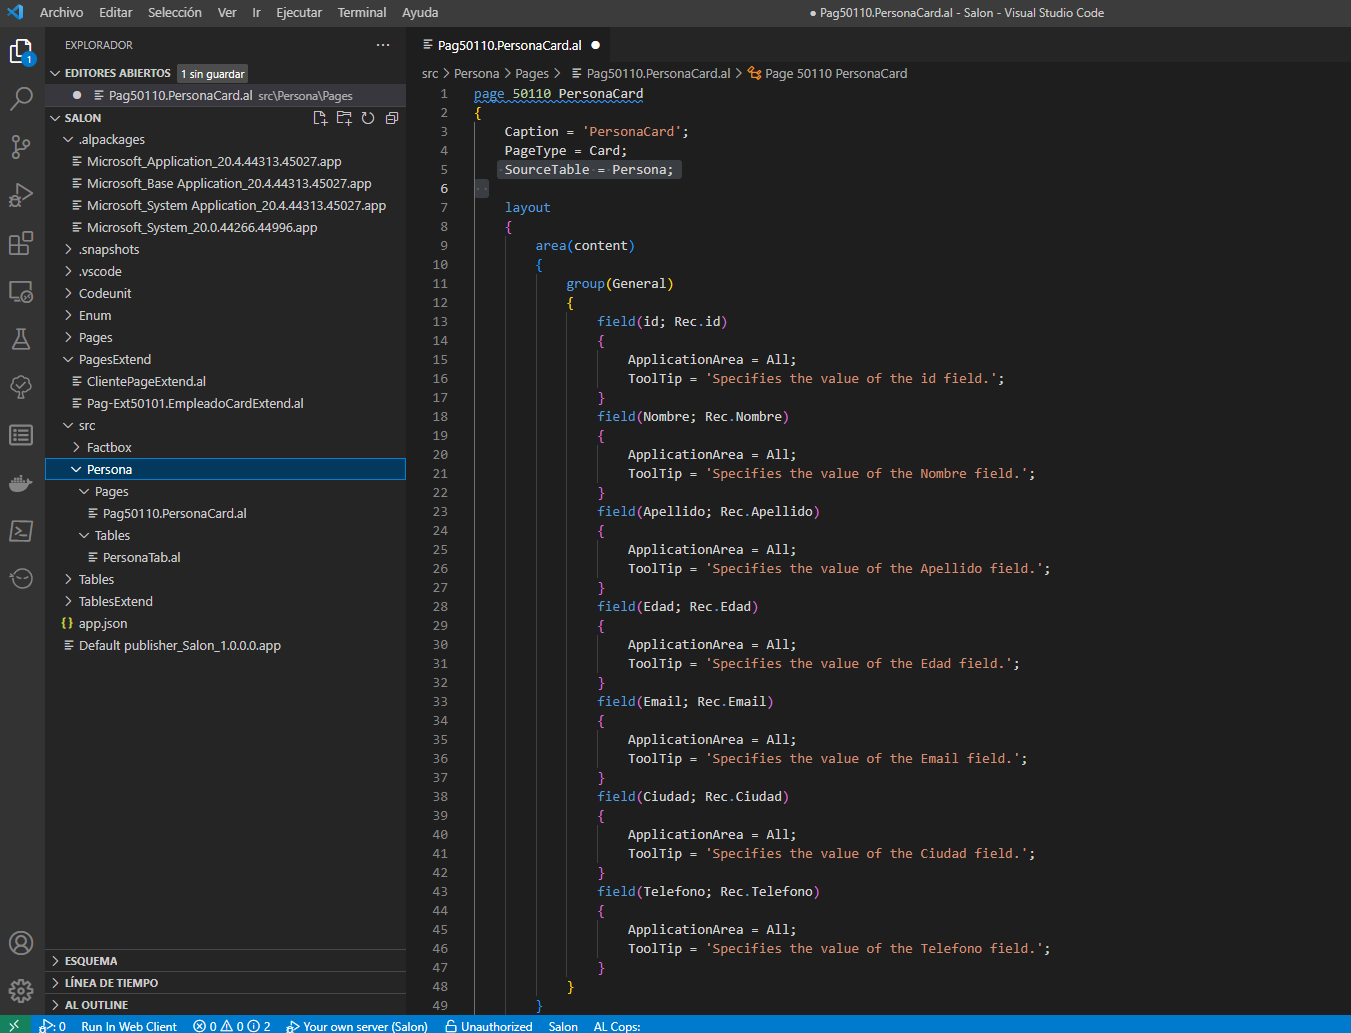 Archivo Editar Selección Ver Ir Ejecutar Terminal Ayuda
● Pag50110.PersonaCard.al - Salon - Visual Studio Code
EXPLORADOR
EDITORES ABIERTOS 1 sin guardar
Pag50110.PersonaCard.al src\Persona\Pages
SALON
.alpackages
Microsoft_Application_20.4.44313.45027.app
Microsoft_Base Application_20.4.44313.45027.app
Microsoft_System Application_20.4.44313.45027.app
Microsoft_System_20.0.44266.44996.app
.snapshots
.vscode
Codeunit
Enum
Pages
PagesExtend
ClientePageExtend.al
Pag-Ext50101.EmpleadoCardExtend.al
src
Factbox
Persona
Pages
Pag50110.PersonaCard.al
Tables
PersonaTab.al
Tables
TablesExtend
{} app.json
Default publisher_Salon_1.0.0.0.app
ESQUEMA
LÍNEA DE TIEMPO
AL OUTLINE
1
Pag50110.PersonaCard.al ●
src > Persona > Pages > Pag50110.PersonaCard.al > Page 50110 PersonaCard
1 page 50110 PersonaCard
2 {
3 Caption = 'PersonaCard';
4 PageType = Card;
5 SourceTable = Persona;
6
7 layout
8 {
9 area(content)
10 {
11 group(General)
12 {
13 field(id; Rec.id)
14 {
15 ApplicationArea = All;
16 ToolTip = 'Specifies the value of the id field.';
17 }
18 field(Nombre; Rec.Nombre)
19 {
20 ApplicationArea = All;
21 ToolTip = 'Specifies the value of the Nombre field.';
22 }
23 field(Apellido; Rec.Apellido)
24 {
25 ApplicationArea = All;
26 ToolTip = 'Specifies the value of the Apellido field.';
27 }
28 field(Edad; Rec.Edad)
29 {
30 ApplicationArea = All;
31 ToolTip = 'Specifies the value of the Edad field.';
32 }
33 field(Email; Rec.Email)
34 {
35 ApplicationArea = All;
36 ToolTip = 'Specifies the value of the Email field.';
37 }
38 field(Ciudad; Rec.Ciudad)
39 {
40 ApplicationArea = All;
41 ToolTip = 'Specifies the value of the Ciudad field.';
42 }
43 field(Telefono; Rec.Telefono)
44 {
45 ApplicationArea = All;
46 ToolTip = 'Specifies the value of the Telefono field.';
47 }
48 }
49 }
: 0 Run In Web Client 0 0 2 Your own server (Salon) Unauthorized Salon AL Cops: